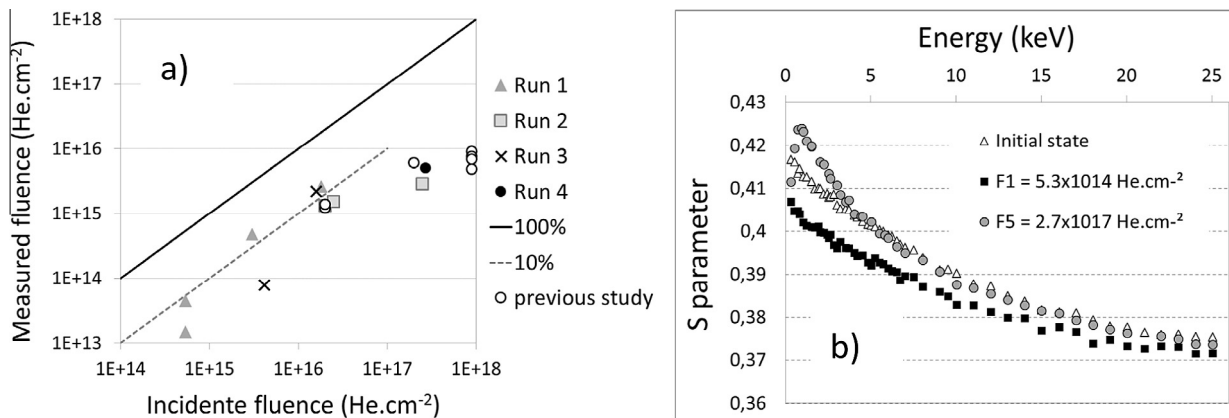 a)
Measured fluence (He.cm-²)
1E+18
1E+17
1E+16
1E+15
1E+14
1E+13
1E+14 1E+15 1E+16 1E+17 1E+18
Incidente fluence (He.cm-²)
Run 1
Run 2
Run 3
Run 4
100%
10%
previous study
Energy (keV)
0 5 10 15 20 25
S parameter
0,43
0,42
0,41
0,4
0,39
0,38
0,37
0,36
Initial state
F1 = 5.3x1014 He.cm-²
F5 = 2.7x1017 He.cm-²
b)